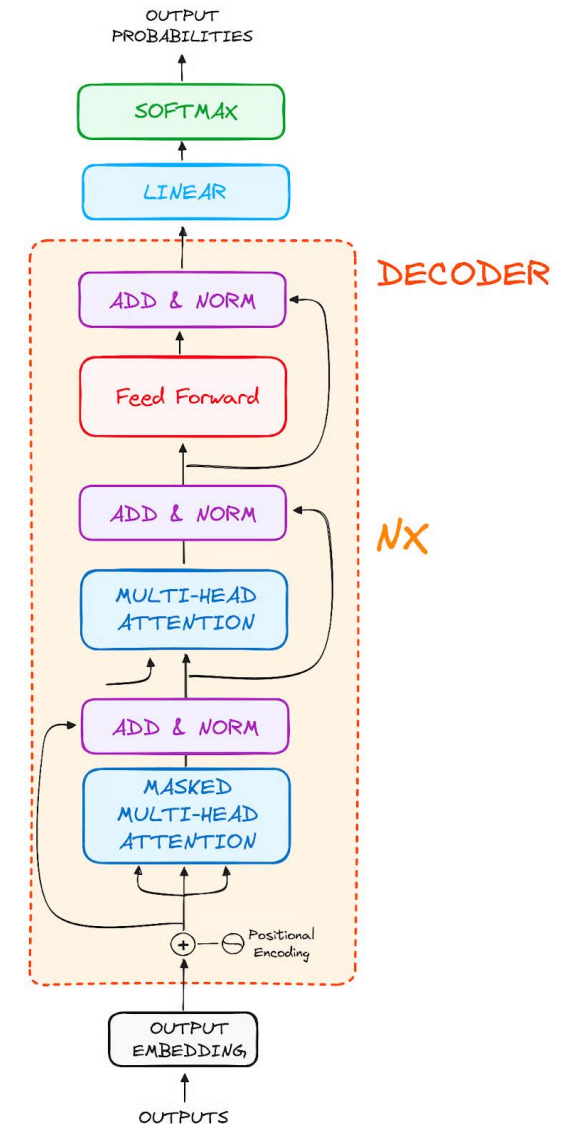 OUTPUT
PROBABILITIES
SOFTMAX
LINEAR
DECODER
ADD & NORM
Feed Forward
ADD & NORM
NX
MULTI-HEAD
ATTENTION
ADD & NORM
MASKED
MULTI-HEAD
ATTENTION
+
Positional
Encoding
OUTPUT
EMBEDDING
OUTPUTS